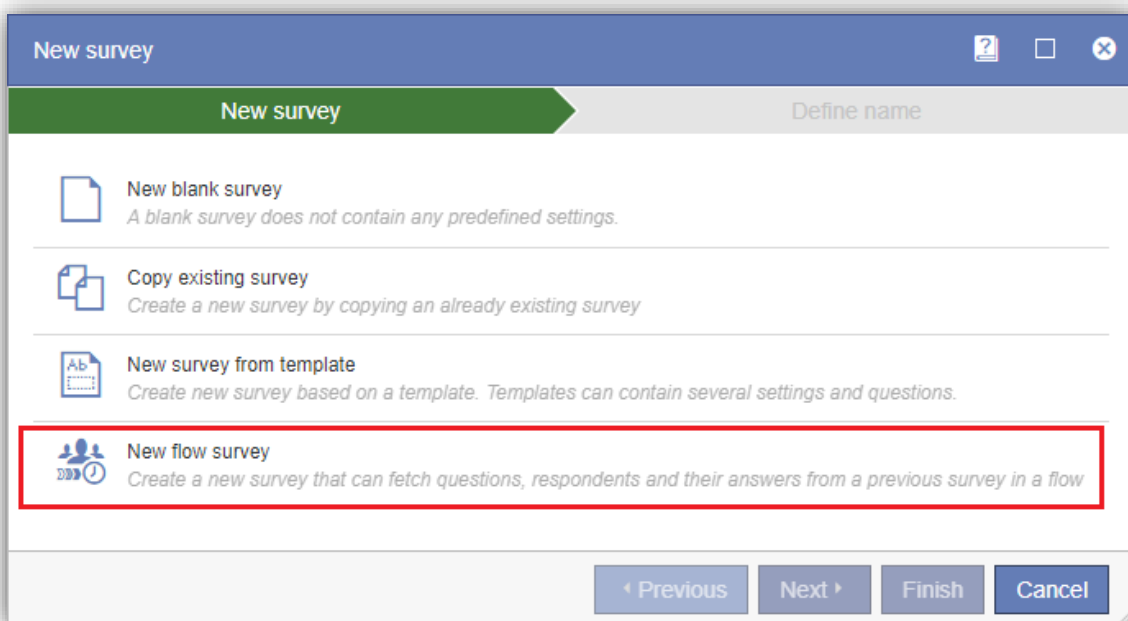 New survey
?
New survey
Define name
New blank survey
A blank survey does not contain any predefined settings.
Copy existing survey
Create a new survey by copying an already existing survey
Ab
New survey from template
Create new survey based on a template. Templates can contain several settings and questions.
New flow survey
Create a new survey that can fetch questions, respondents and their answers from a previous survey in a flow
Previous
Next
Finish
Cancel